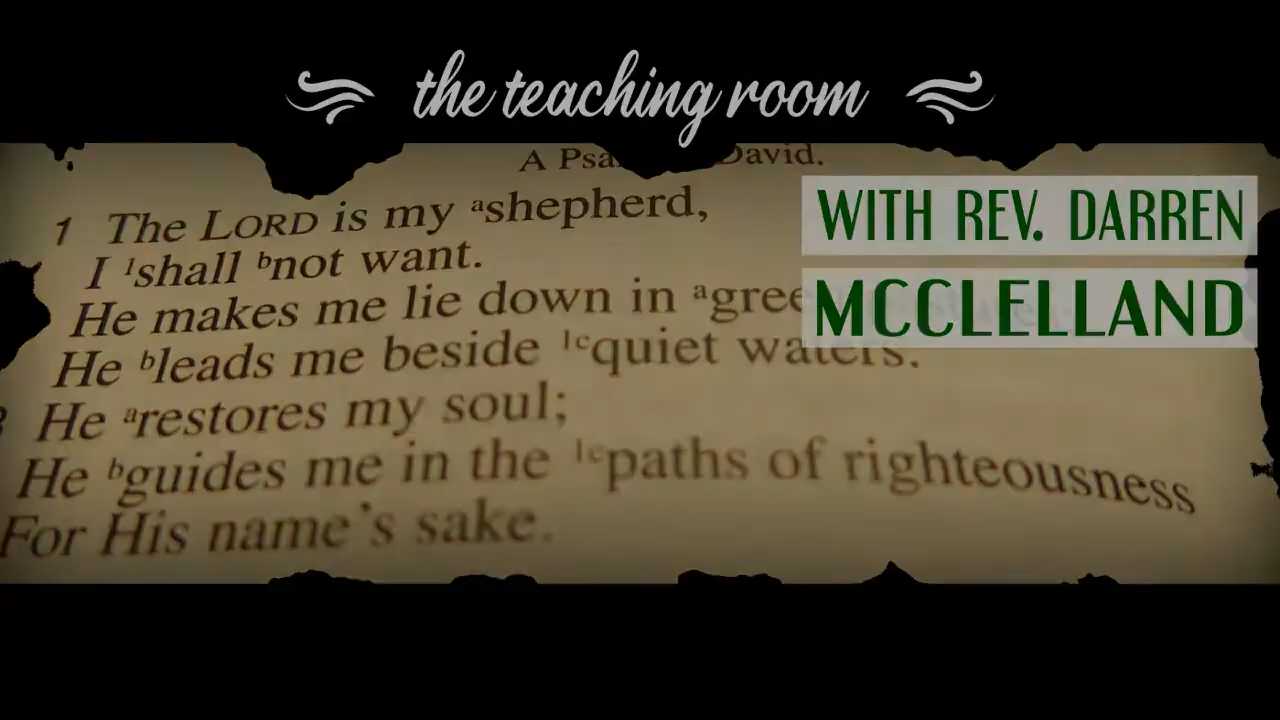 the teaching room
A Psa David.
WITH REV. DARREN
MCCLELLAND
1 The LORD is my ashepherd,
I 1shall bnot want.
He makes me lie down in agree
He bleads me beside 1cquiet waters.
He arestores my soul;
He bguides me in the 1cpaths of righteousness
For His name's sake.